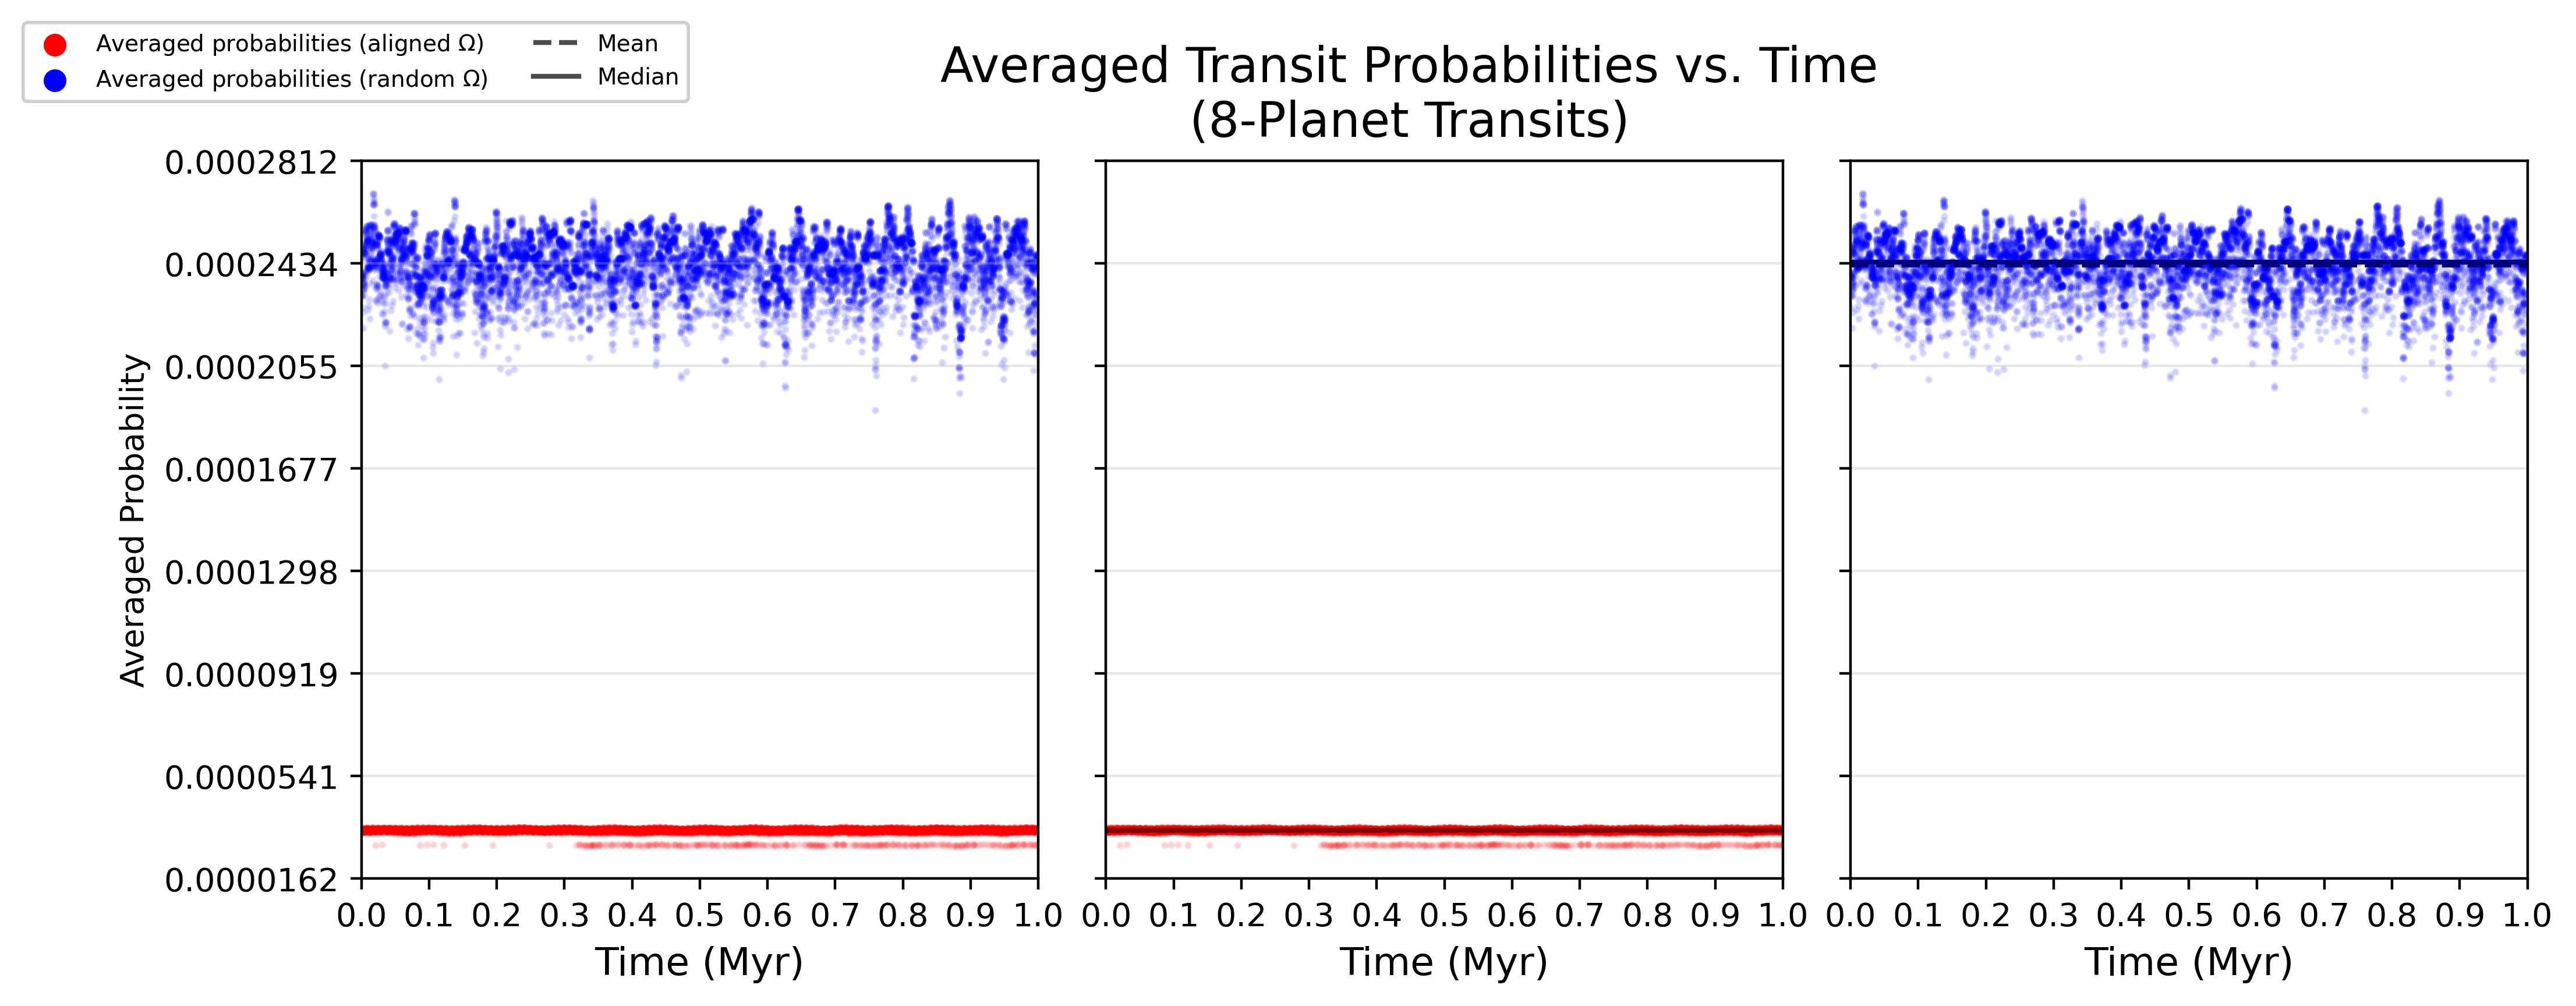 Averaged probabilities (aligned Ω)
Averaged probabilities (random Ω)
Mean
Median
Averaged Transit Probabilities vs. Time
(8-Planet Transits)
Averaged Probability
0.0002812
0.0002434
0.0002055
0.0001677
0.0001298
0.0000919
0.0000541
0.0000162
0.0 0.1 0.2 0.3 0.4 0.5 0.6 0.7 0.8 0.9 1.0
Time (Myr)
0.0 0.1 0.2 0.3 0.4 0.5 0.6 0.7 0.8 0.9 1.0
Time (Myr)
0.0 0.1 0.2 0.3 0.4 0.5 0.6 0.7 0.8 0.9 1.0
Time (Myr)